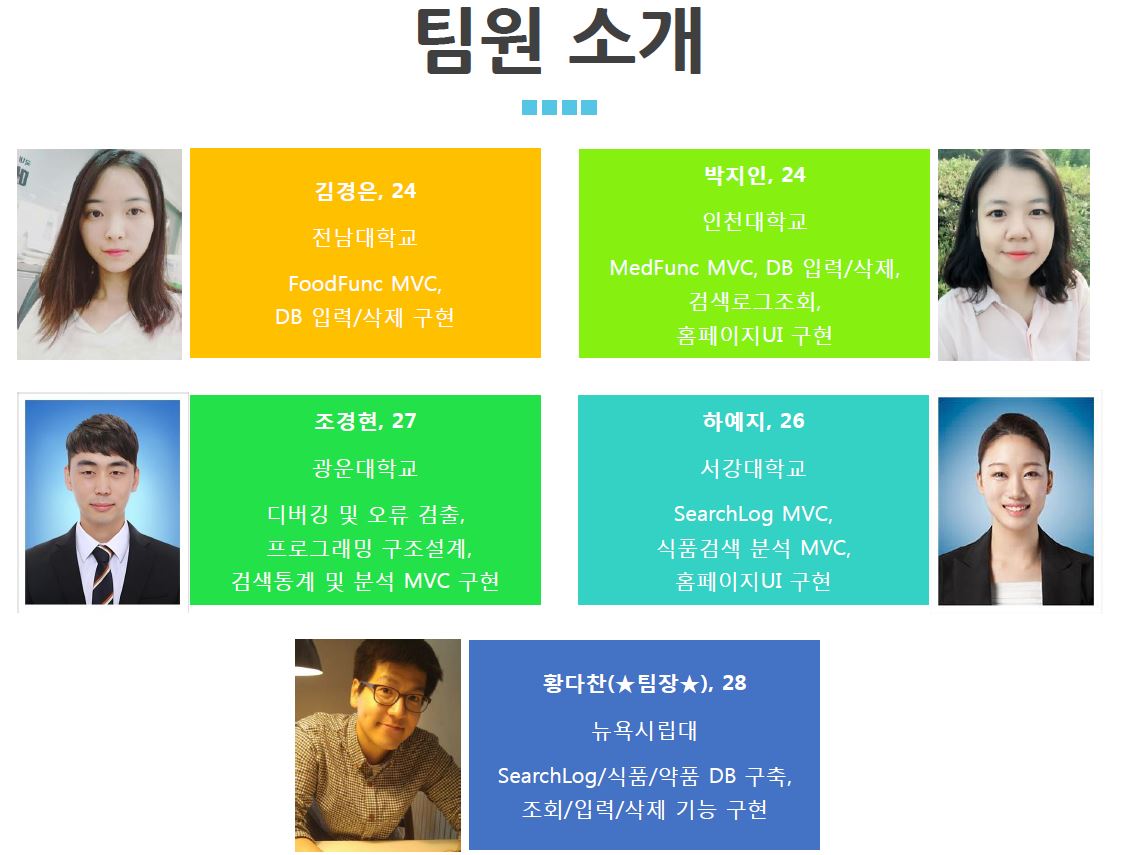 팀원 소개
김경은, 24
전남대학교
FoodFunc MVC,
DB 입력/삭제 구현
박지인, 24
인천대학교
MedFunc MVC, DB 입력/삭제,
검색로그조회,
홈페이지UI 구현
조경현, 27
광운대학교
디버깅 및 오류 검출,
프로그래밍 구조설계,
검색통계 및 분석 MVC 구현
하예지, 26
서강대학교
SearchLog MVC,
식품검색 분석 MVC,
홈페이지UI 구현
황다찬(★팀장★), 28
뉴욕시립대
SearchLog/식품/약품 DB 구축,
조회/입력/삭제 기능 구현